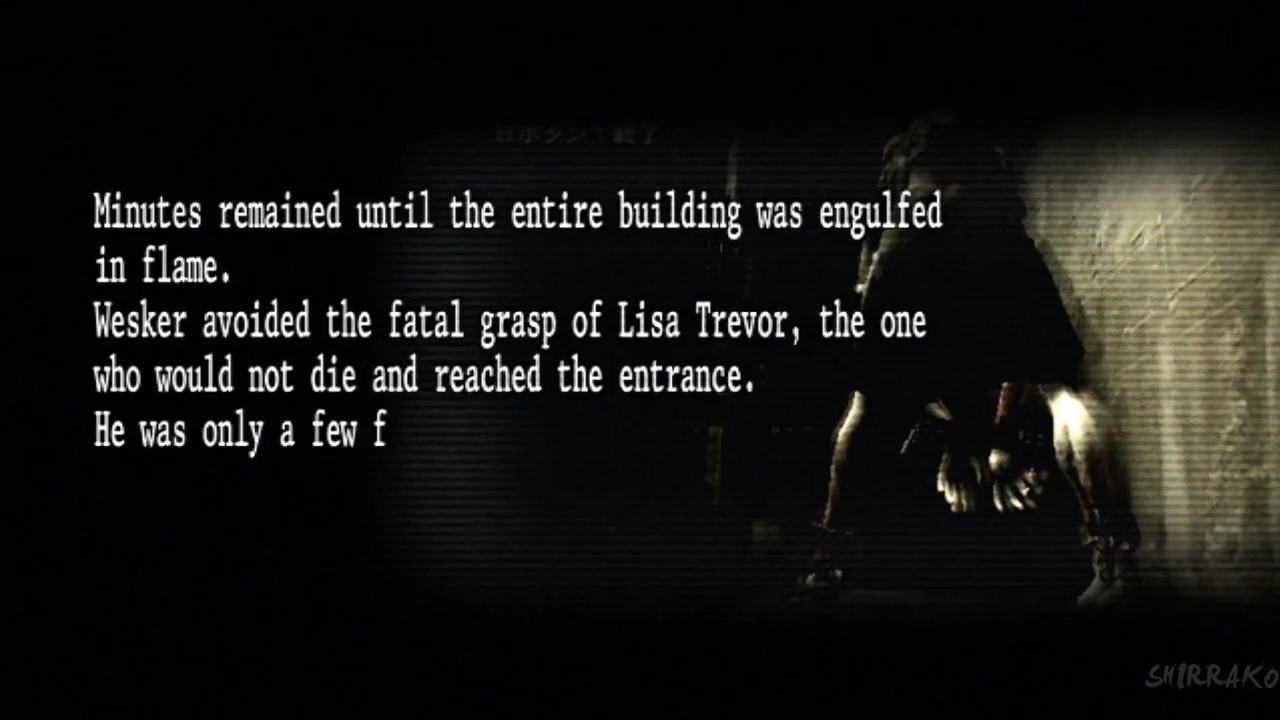 Minutes remained until the entire building was engulfed
in flame.
Wesker avoided the fatal grasp of Lisa Trevor, the one
who would not die and reached the entrance.
He was only a few f
SHIRRAKO